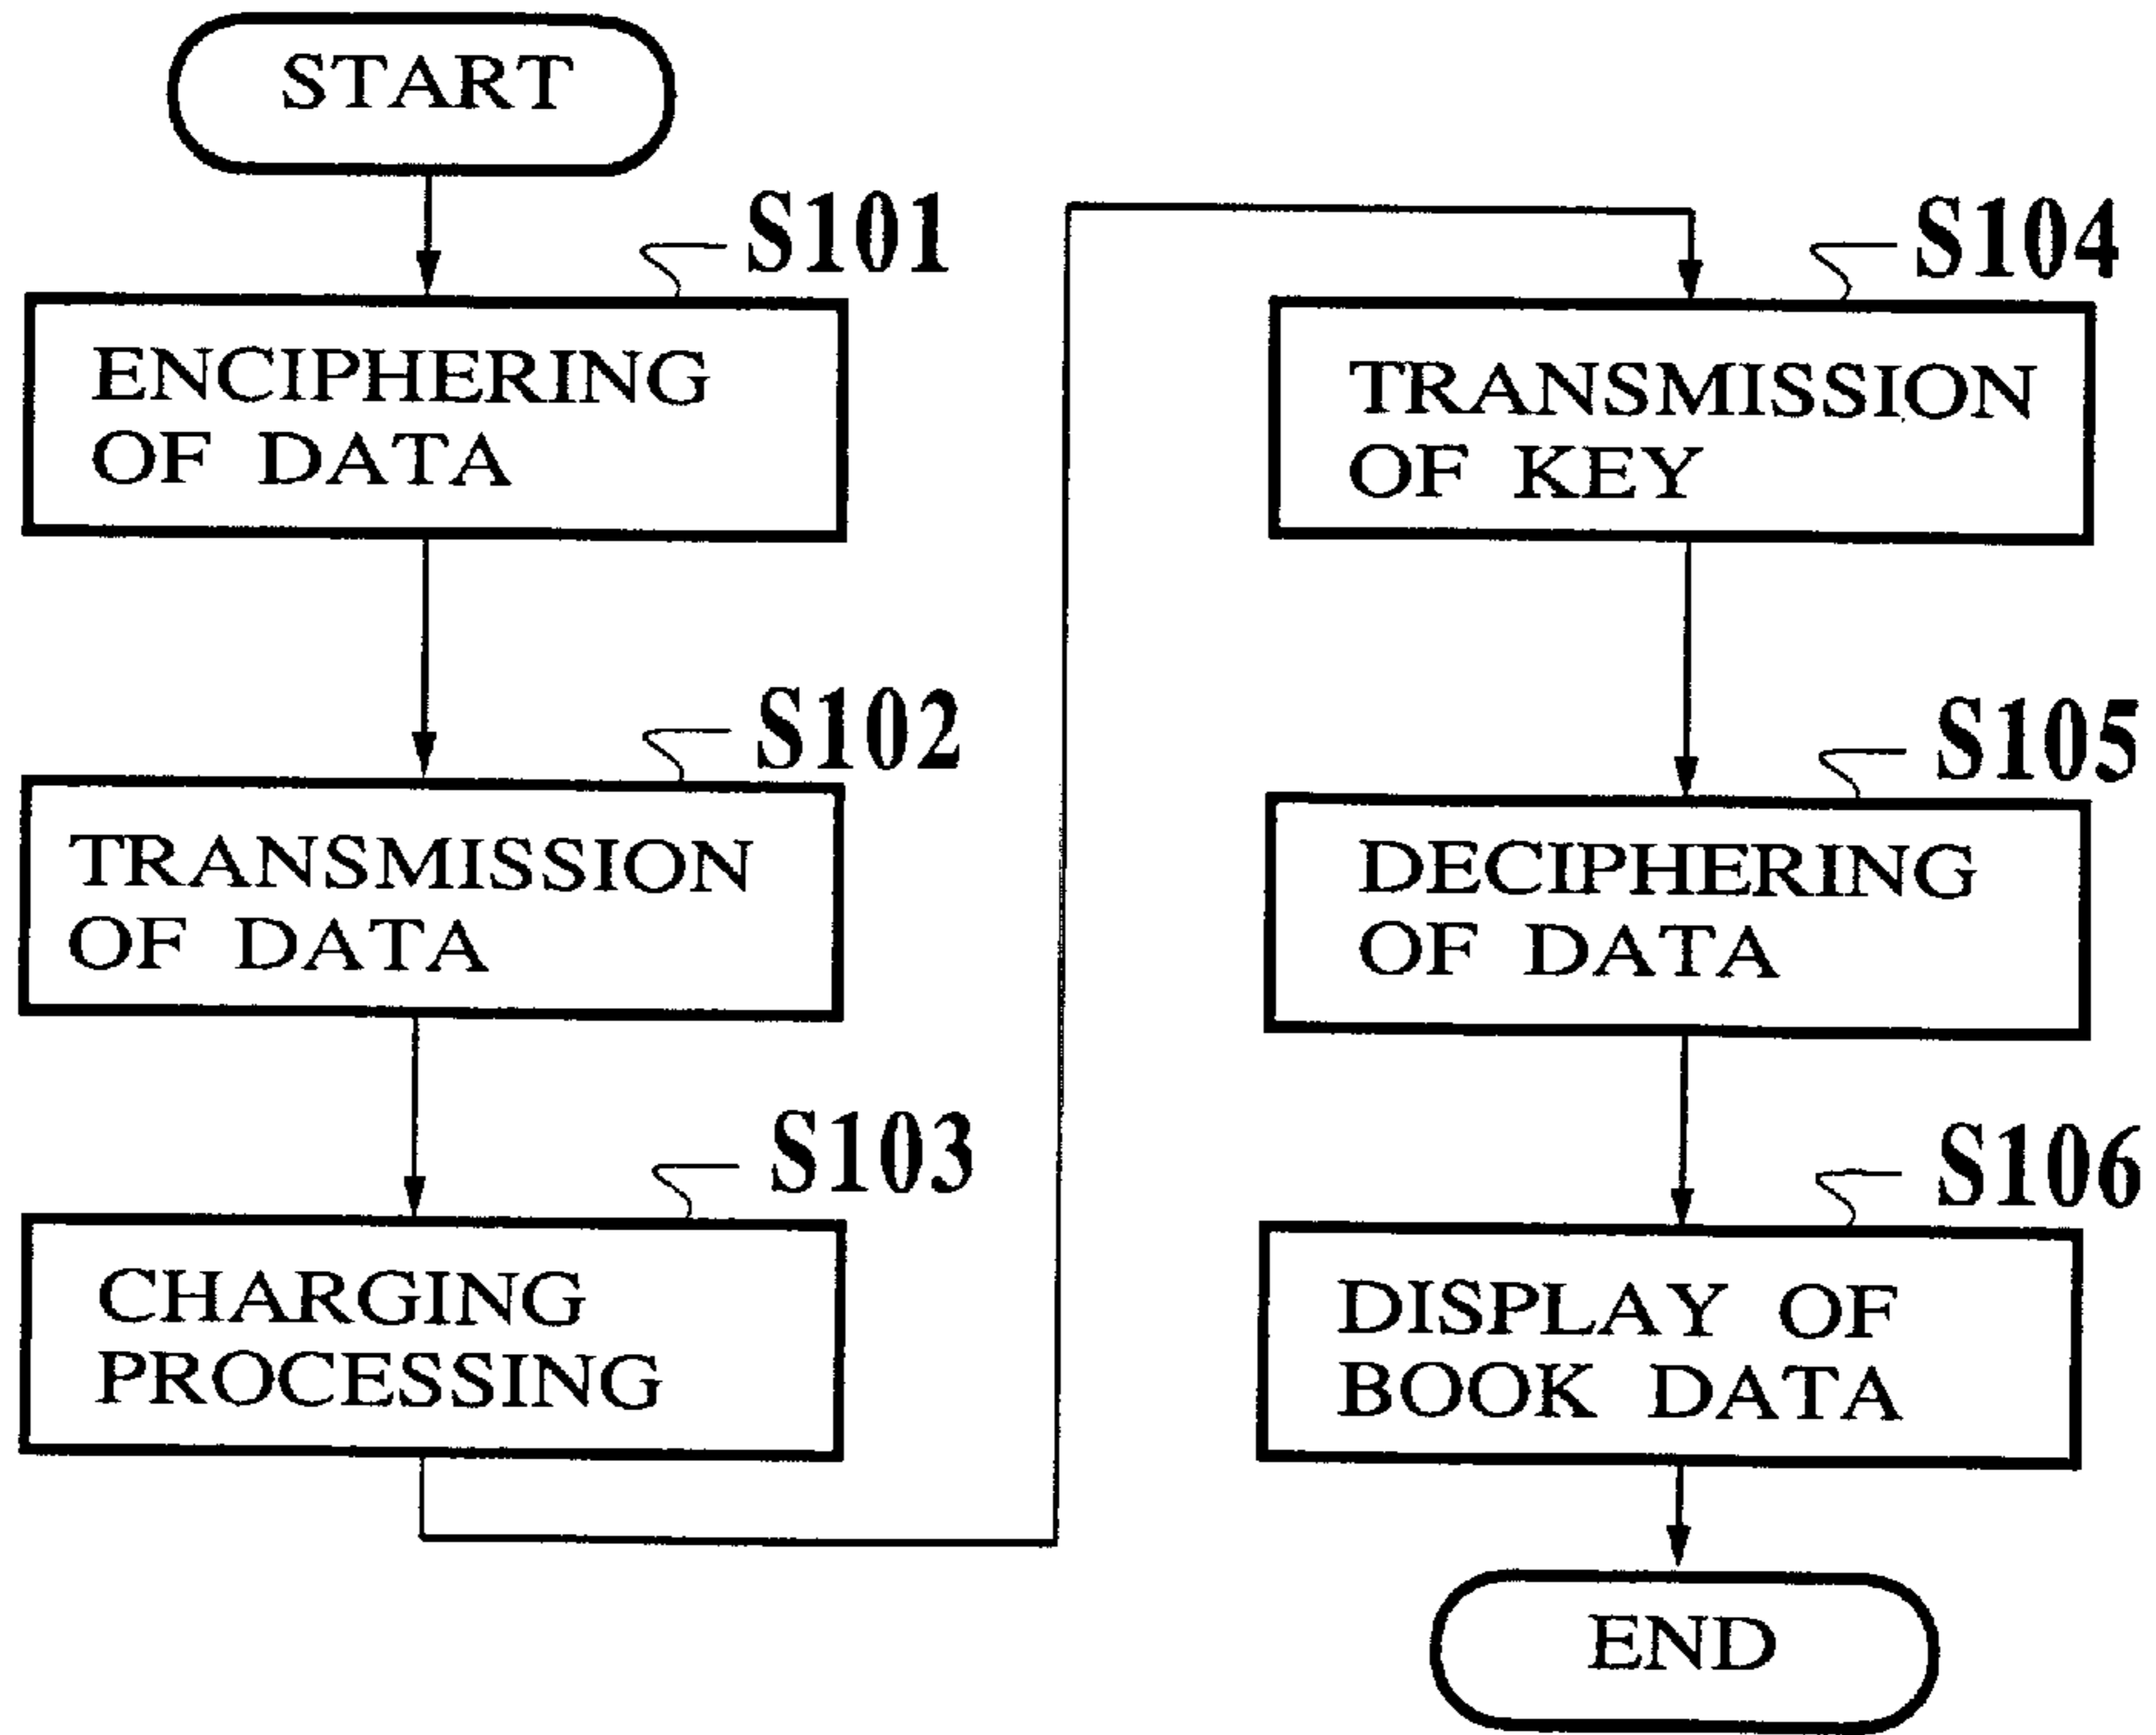 START
S101
ENCIPHERING
OF DATA
S102
TRANSMISSION
OF DATA
S103
CHARGING
PROCESSING
S104
TRANSMISSION
OF KEY
S105
DECIPHERING
OF DATA
S106
DISPLAY OF
BOOK DATA
END